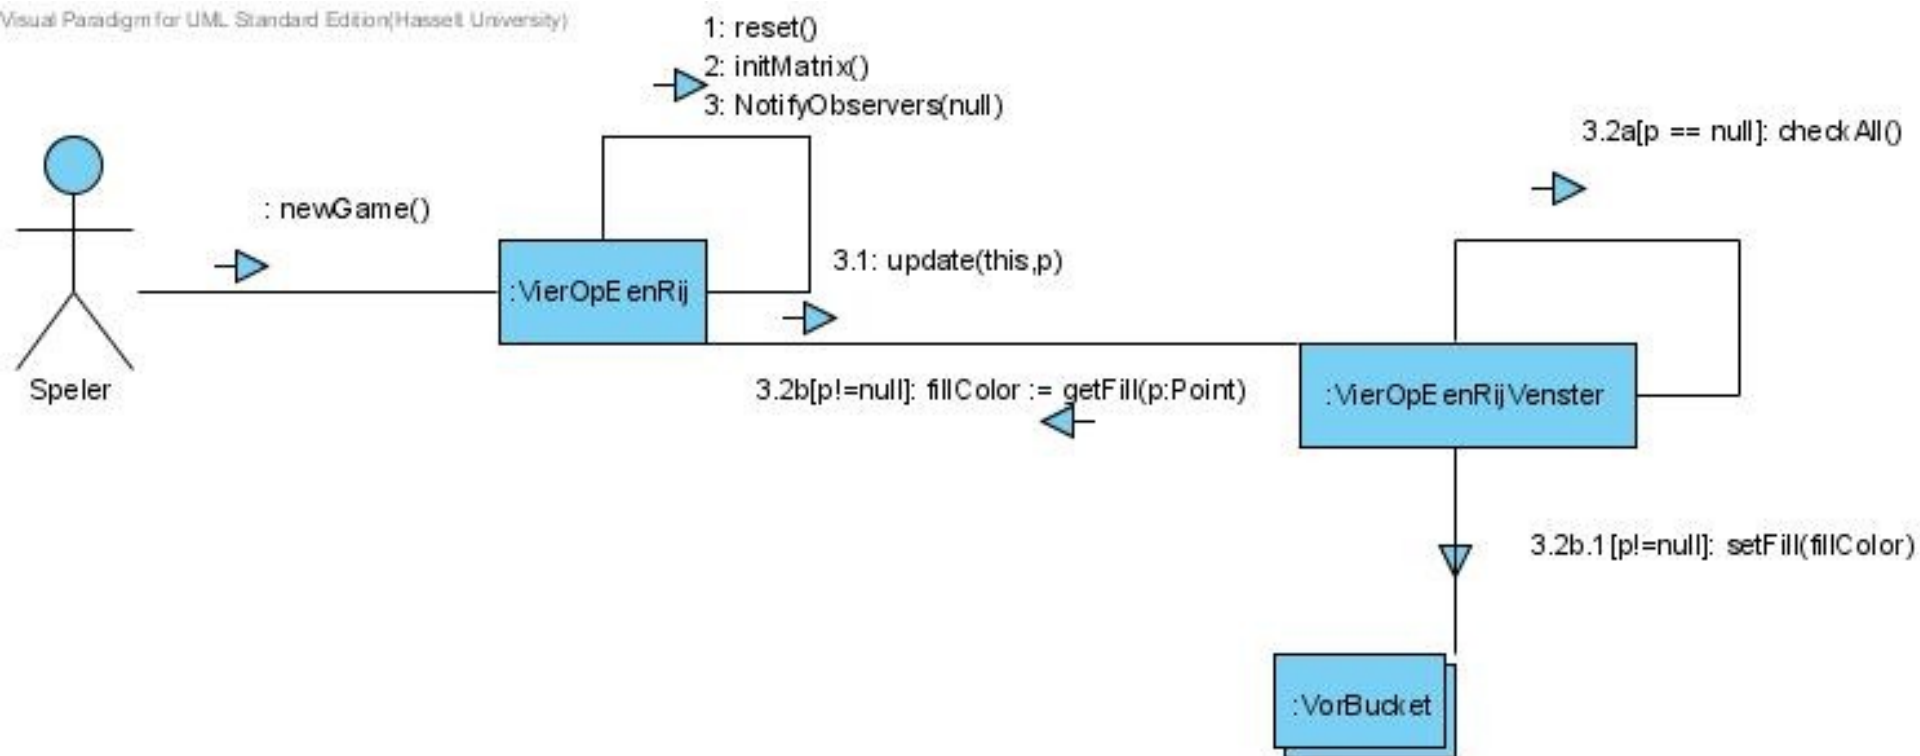 Visual Paradigm for UML Standard Edition(Hasselt University)
1: reset()
2: initMatrix()
3: NotifyObservers(null)
3.2a[p == null]: checkAll()
: newGame()
3.1: update(this,p)
:VierOpEenRij
Speler
3.2b[p!=null]: fillColor := getFill(p:Point)
:VierOpEenRijVenster
3.2b.1[p!=null]: setFill(fillColor)
:VorBucket